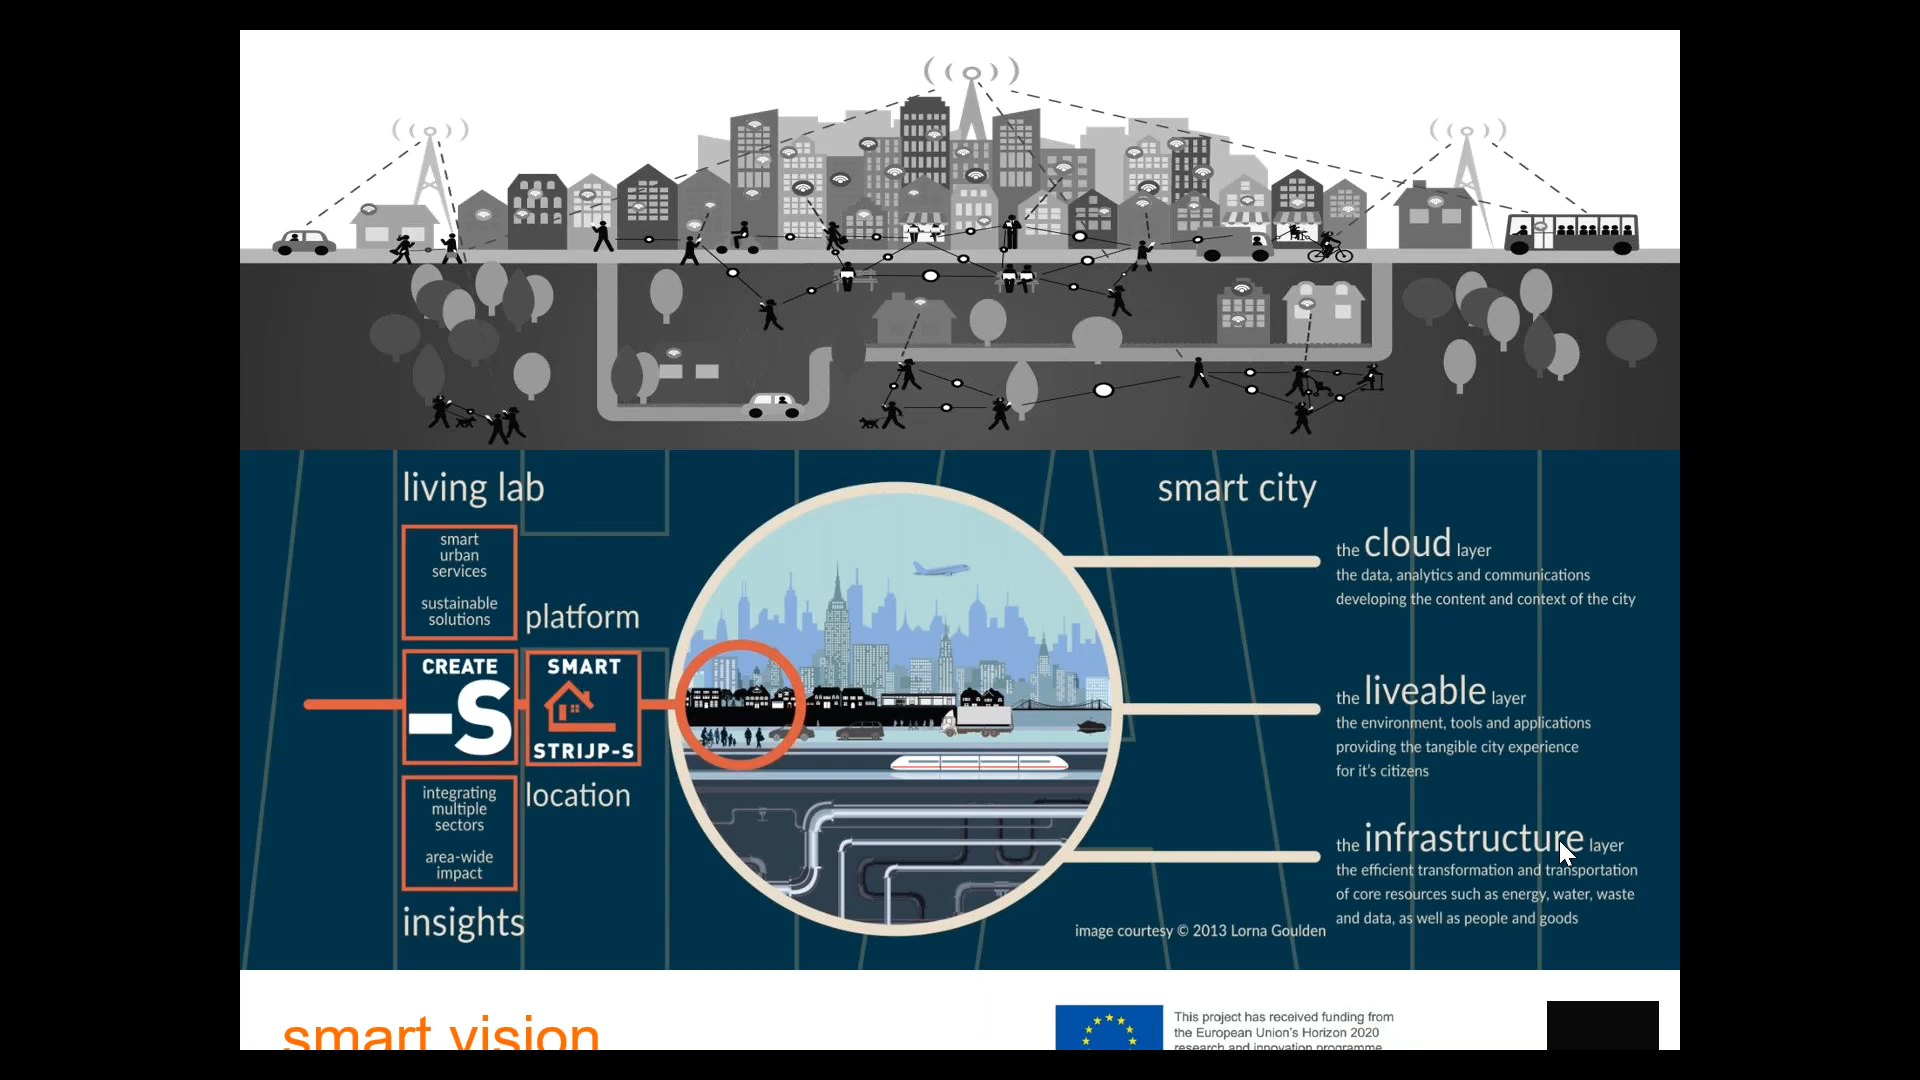 living lab
smart
urban
services
sustainable
solutions
platform
CREATE
-S
SMART
STRIJP-S
integrating
multiple
sectors
area-wide
impact
location
insights
smart city
the cloud layer
the data, analytics and communications
developing the content and context of the city
the liveable layer
the environment, tools and applications
providing the tangible city experience
for it's citizens
the infrastructure layer
the efficient transformation and transportation
of core resources such as energy, water, waste
and data, as well as people and goods
image courtesy © 2013 Lorna Goulden
smart vision
This project has received funding from
the European Union's Horizon 2020
research and innovation programme